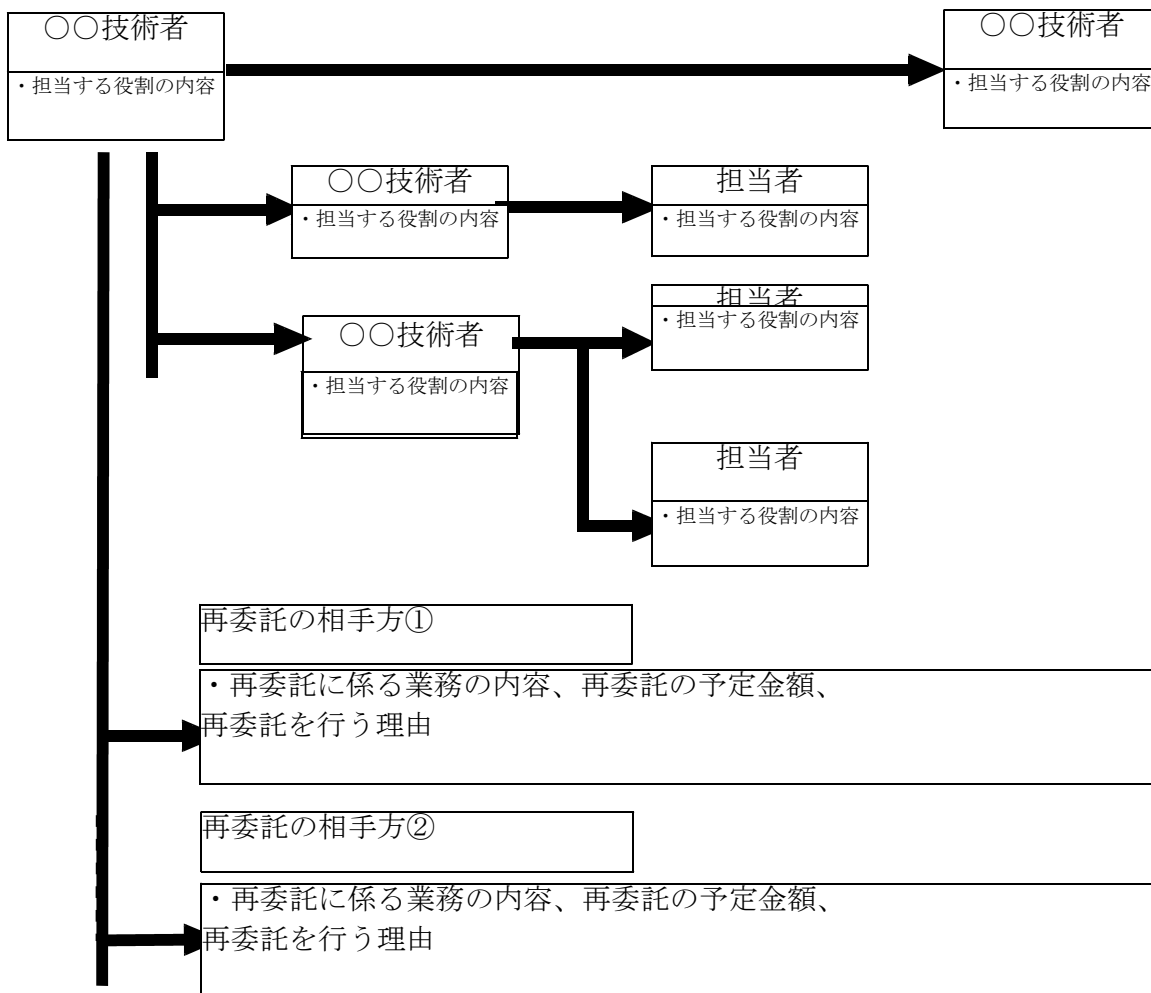 〇〇技術者
・担当する役割の内容
〇〇技術者
・担当する役割の内容
〇〇技術者
・担当する役割の内容
担当者
・担当する役割の内容
〇〇技術者
・担当する役割の内容
担当者
・担当する役割の内容
担当者
・担当する役割の内容
再委託の相手方①
・再委託に係る業務の内容、再委託の予定金額、
再委託を行う理由
再委託の相手方②
・再委託に係る業務の内容、再委託の予定金額、
再委託を行う理由